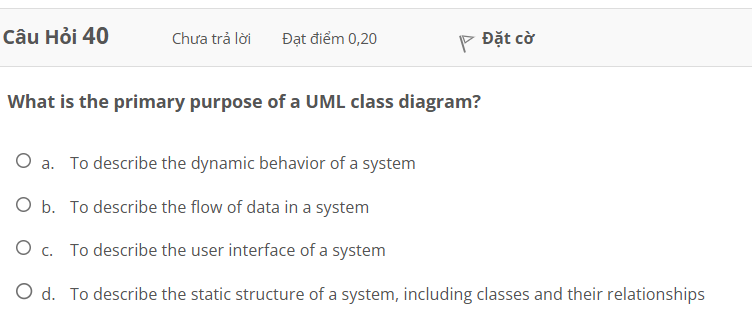 Câu Hỏi 40 Chưa trả lời Đạt điểm 0,20 Đặt cờ
What is the primary purpose of a UML class diagram?
a. To describe the dynamic behavior of a system
b. To describe the flow of data in a system
c. To describe the user interface of a system
d. To describe the static structure of a system, including classes and their relationships